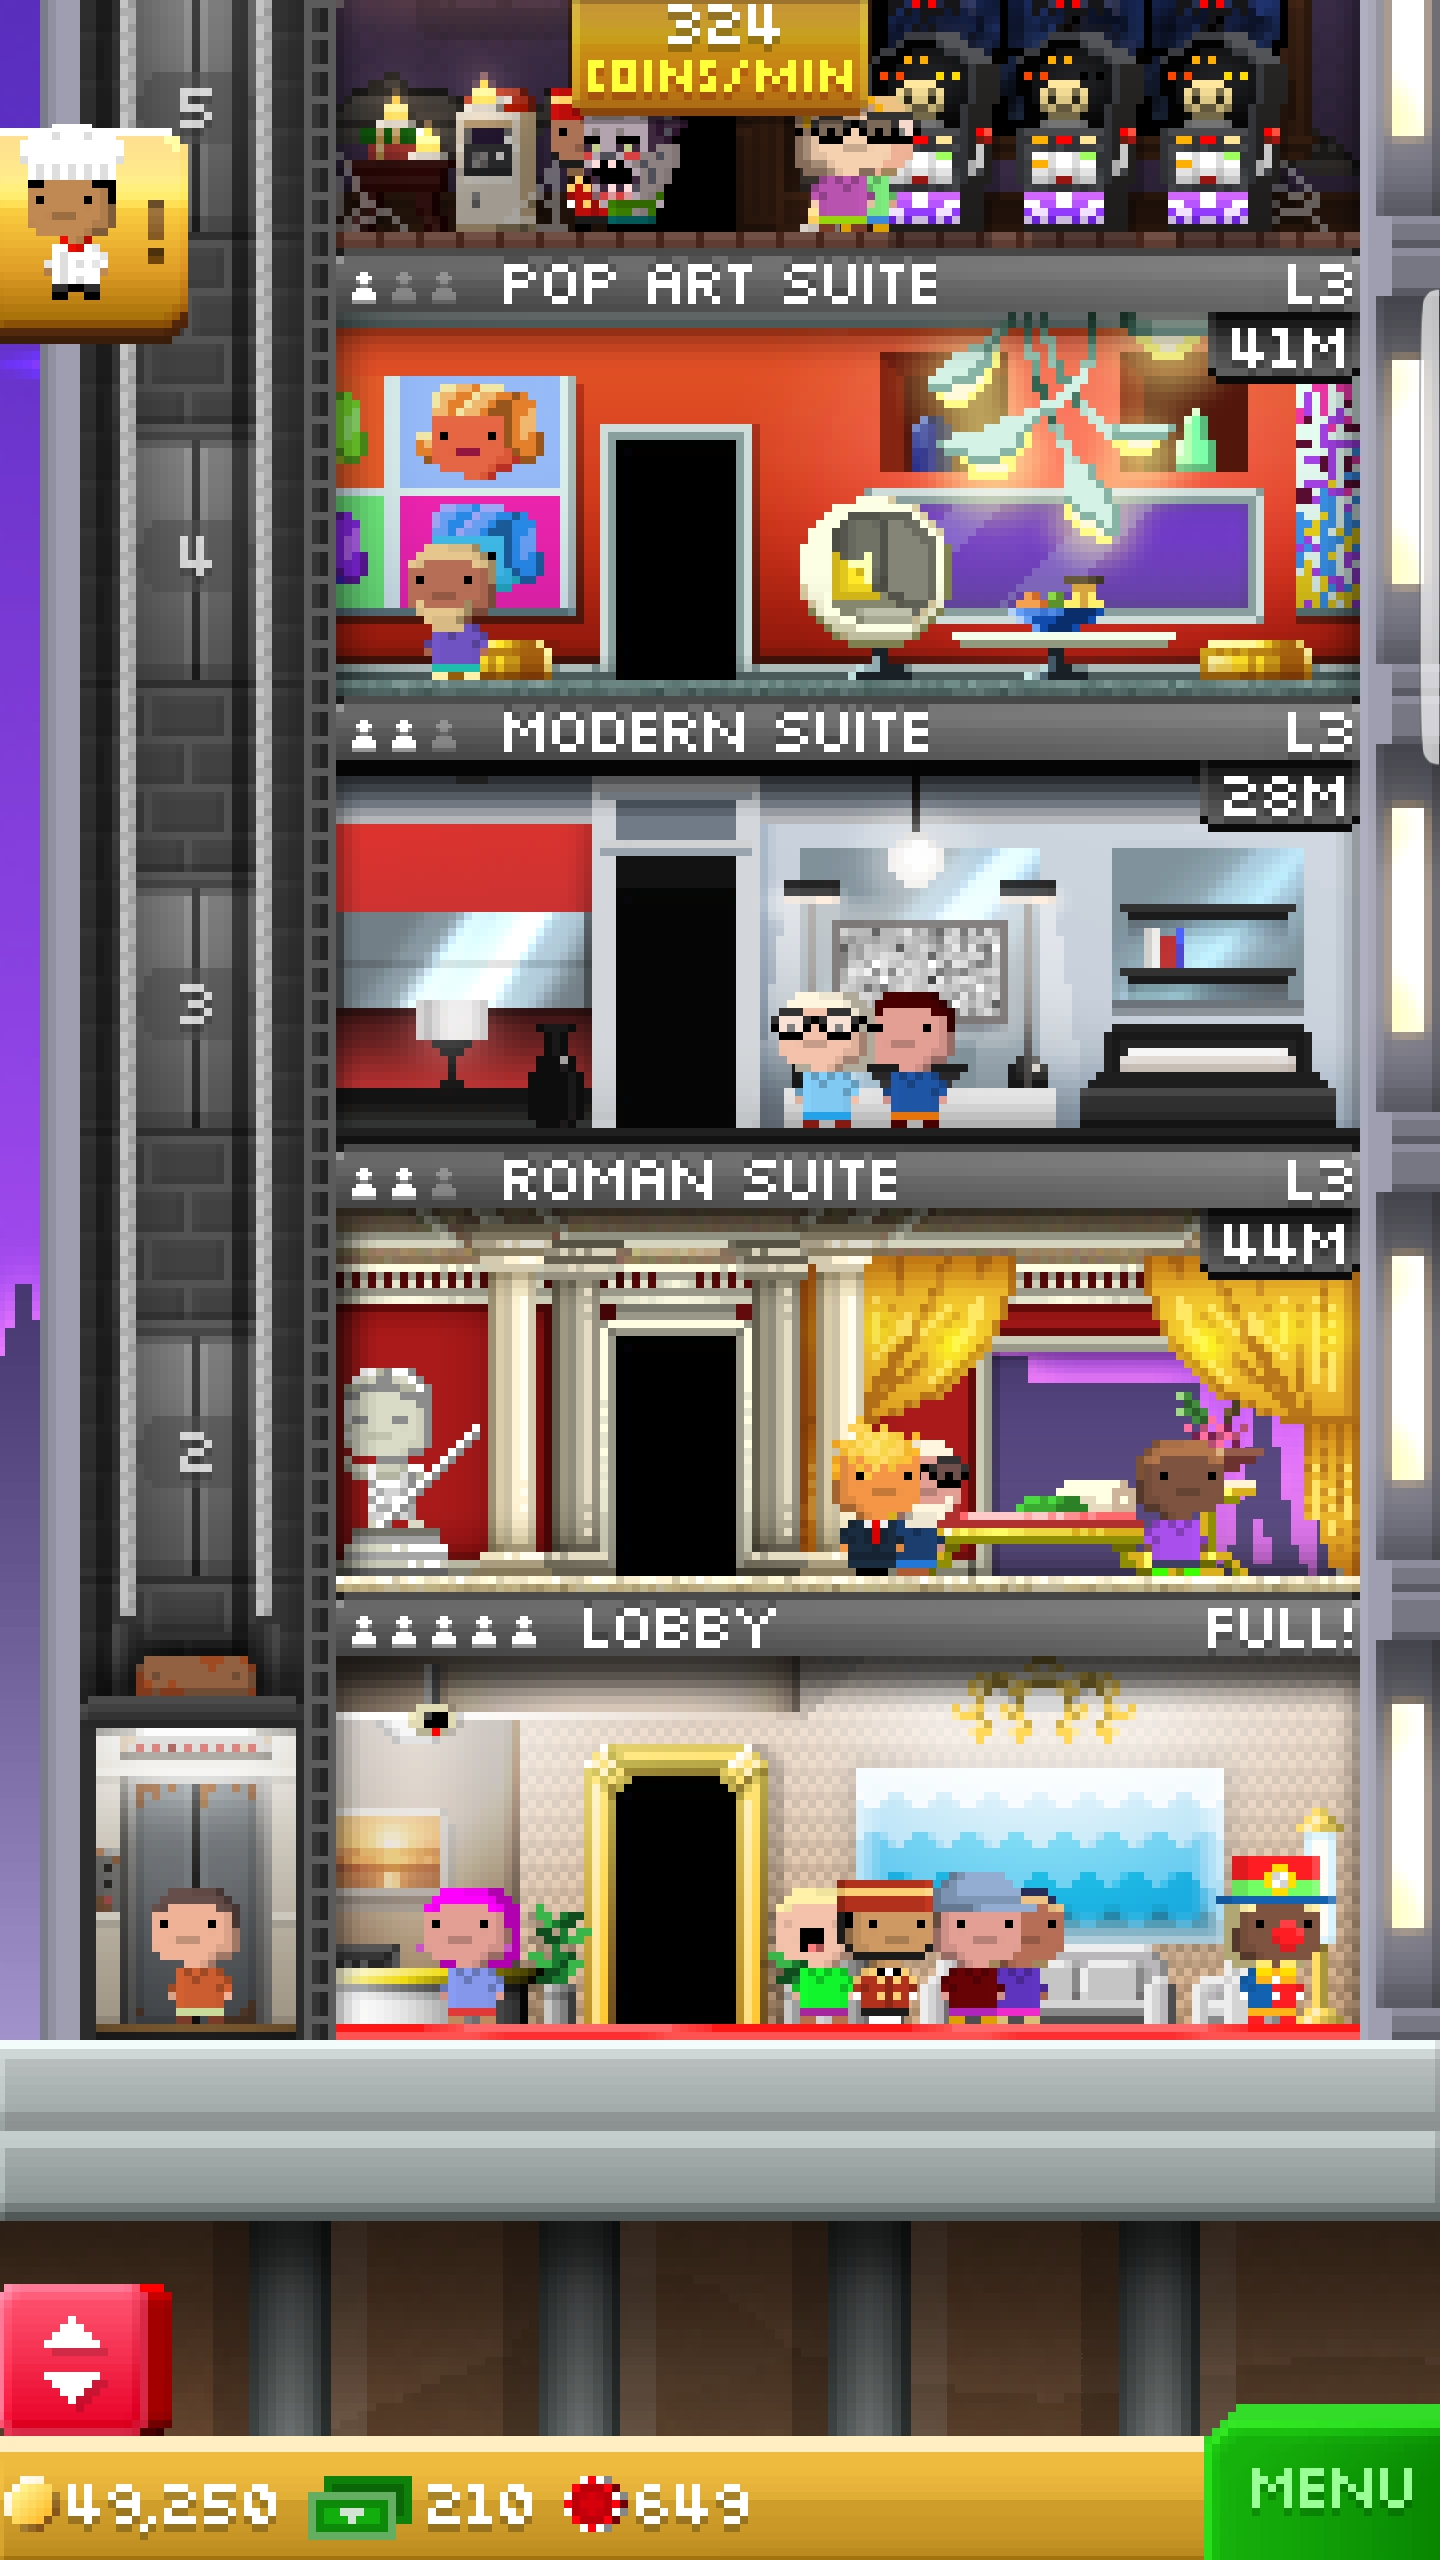 324
COINS/MIN
5
!
POP ART SUITE L3
41M
4
MODERN SUITE L3
28M
3
ROMAN SUITE L3
44M
2
LOBBY FULL!
49,250 210 649
MENU